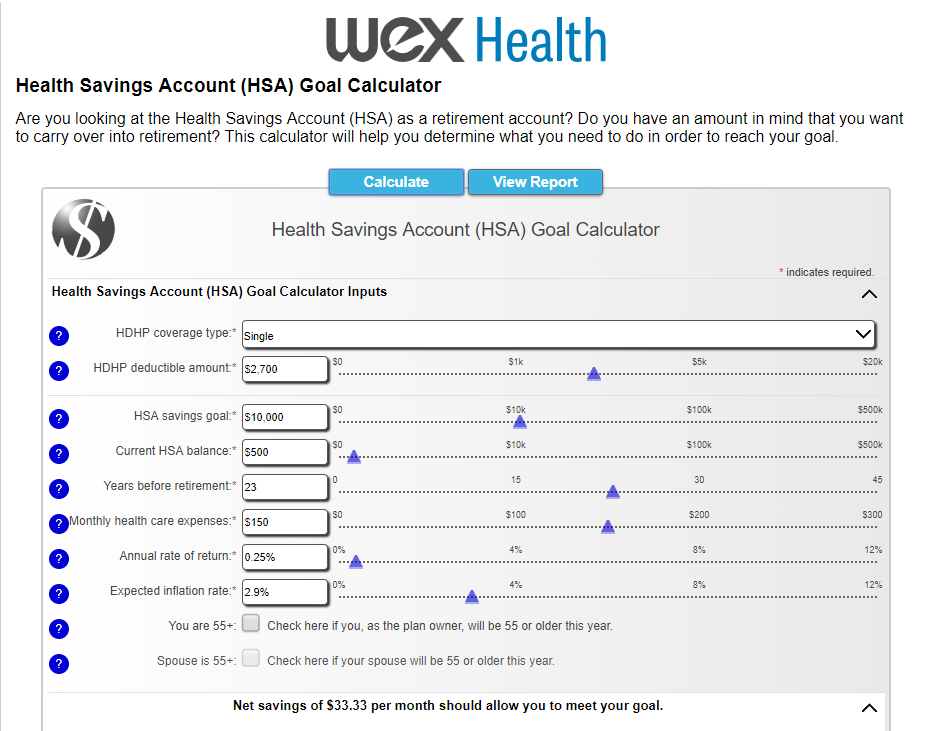 wex Health
Health Savings Account (HSA) Goal Calculator
Are you looking at the Health Savings Account (HSA) as a retirement account? Do you have an amount in mind that you want
to carry over into retirement? This calculator will help you determine what you need to do in order to reach your goal.
Calculate View Report
$
Health Savings Account (HSA) Goal Calculator
* indicates required.
Health Savings Account (HSA) Goal Calculator Inputs
? HDHP coverage type:* Single
? HDHP deductible amount:* $2,700 $0 $1k $5k $20k
? HSA savings goal:* $10,000 $0 $10k $100k $500k
? Current HSA balance:* $500 $0 $10k $100k $500k
? Years before retirement:* 23 0 15 30 45
? Monthly health care expenses:* $150 $0 $100 $200 $300
? Annual rate of return:* 0.25% 0% 4% 8% 12%
? Expected inflation rate:* 2.9% 0% 4% 8% 12%
? You are 55+: Check here if you, as the plan owner, will be 55 or older this year.
? Spouse is 55+: Check here if your spouse will be 55 or older this year.
Net savings of $33.33 per month should allow you to meet your goal.